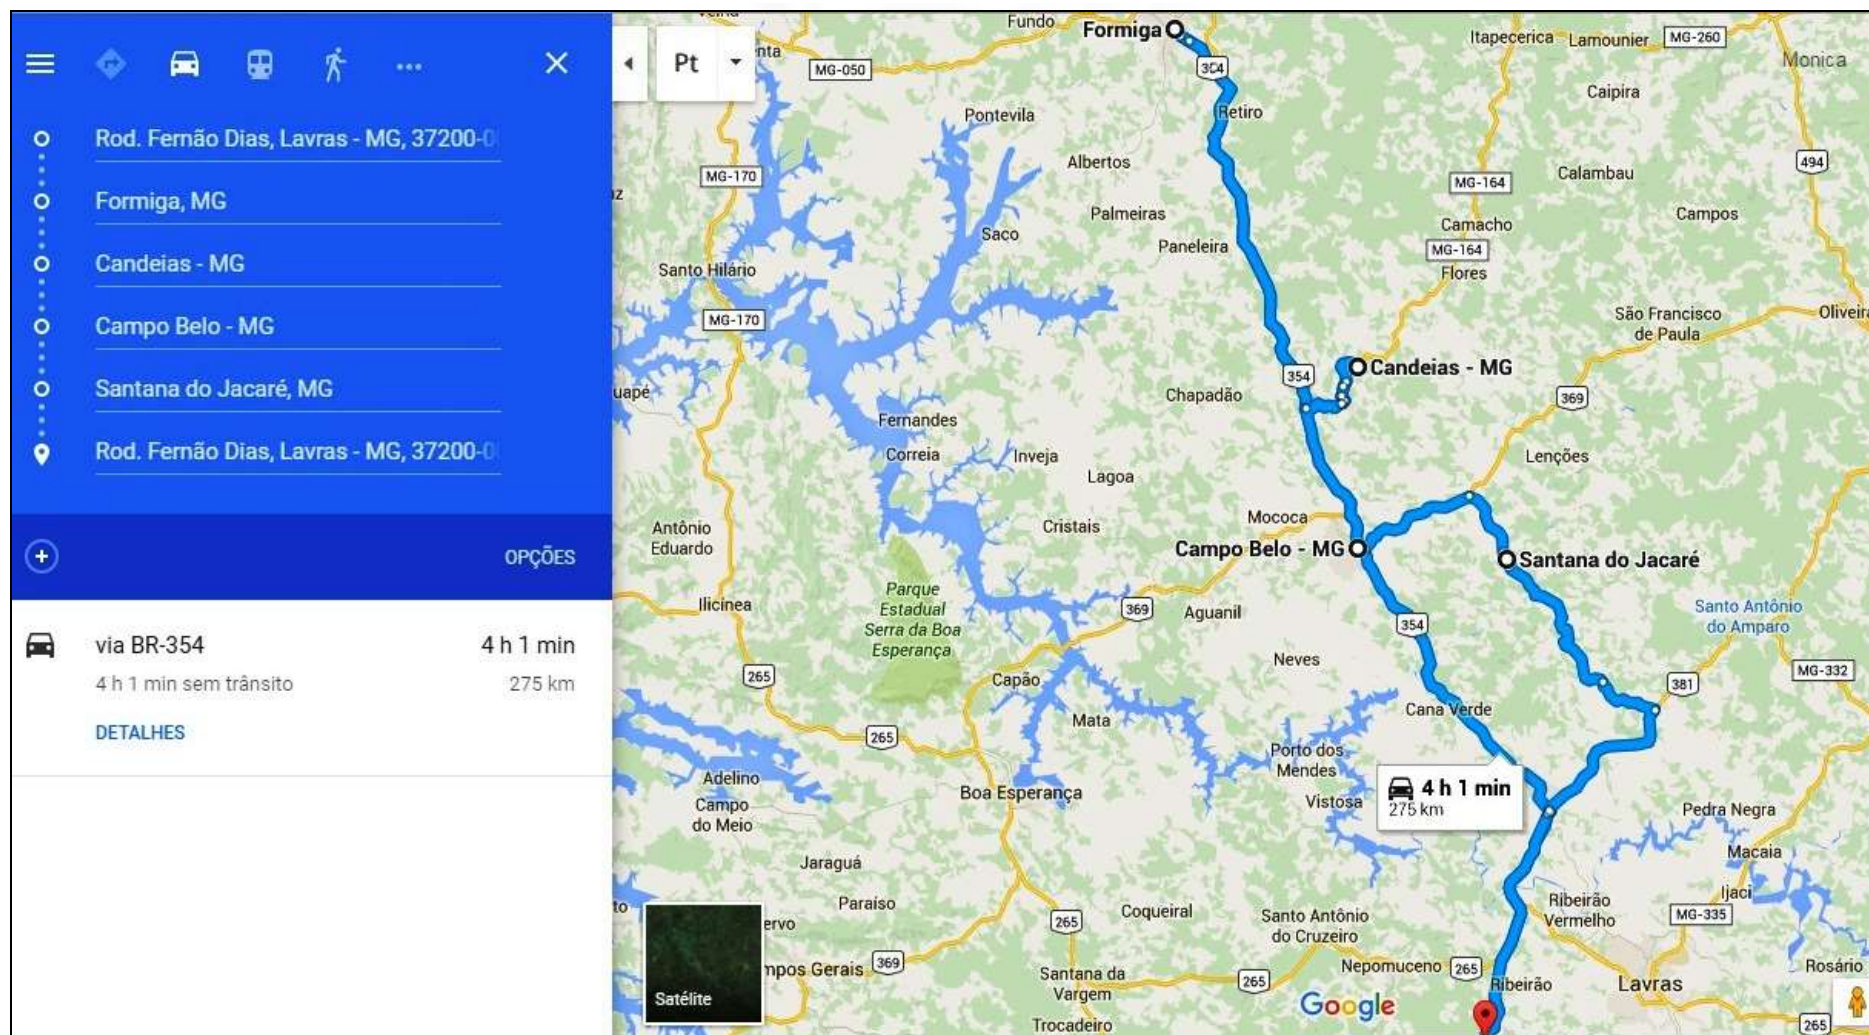 Rod. Fernão Dias, Lavras - MG, 37200-0
Formiga, MG
Candeias - MG
Campo Belo - MG
Santana do Jacaré, MG
Rod. Fernão Dias, Lavras - MG, 37200-0
OPÇÕES
via BR-354
4 h 1 min
4 h 1 min sem trânsito
275 km
DETALHES
Pt
Fundo
Formiga
Itapecerica
Lamounier
MG-260
Monica
MG-050
354
Caipira
Retiro
Pontevila
Albertos
494
MG-170
MG-164
Calambau
Palmeiras
Campos
Saco
Camacho
Paneleira
MG-164
Santo Hilário
Flores
MG-170
São Francisco
de Paula
Oliveir
Candeias - MG
354
Chapadão
369
Fernandes
Correia
Inveja
Lenções
Lagoa
Mococa
Cristais
Antônio
Eduardo
Campo Belo - MG
Santana do Jacaré
Parque
Estadual
Serra da Boa
Esperança
Ilicínea
369
Aguanil
354
Santo Antônio
do Amparo
Neves
265
Capão
381
MG-332
Cana Verde
Mata
265
Porto dos
Mendes
Adelino
4 h 1 min
275 km
Boa Esperança
Vistosa
Campo
do Meio
Pedra Negra
Macaia
Jaraguá
Ijaci
Paraíso
Ribeirão
Vermelho
MG-335
265
Coqueiral
Santo Antônio
do Cruzeiro
mpos Gerais
369
Nepomuceno
265
Rosário
Santana da
Vargem
265
Ribeirão
Lavras
Satélite
Google
Trocadeiro
265